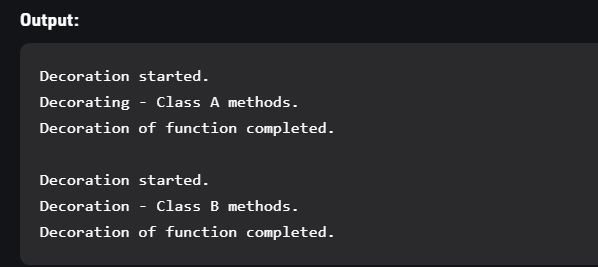 Output:
Decoration started.
Decorating - Class A methods.
Decoration of function completed.
Decoration started.
Decoration - Class B methods.
Decoration of function completed.